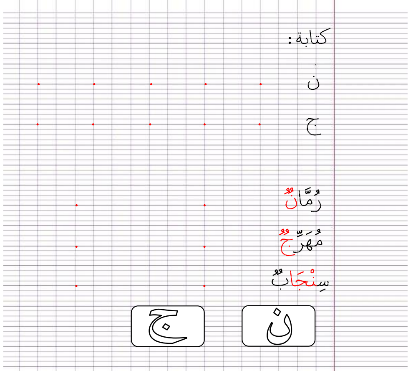 كتابة:
ن
ج
رُمَّانٌ
مُهَرِّجٌ
سِنْجَابٌ
ن ج